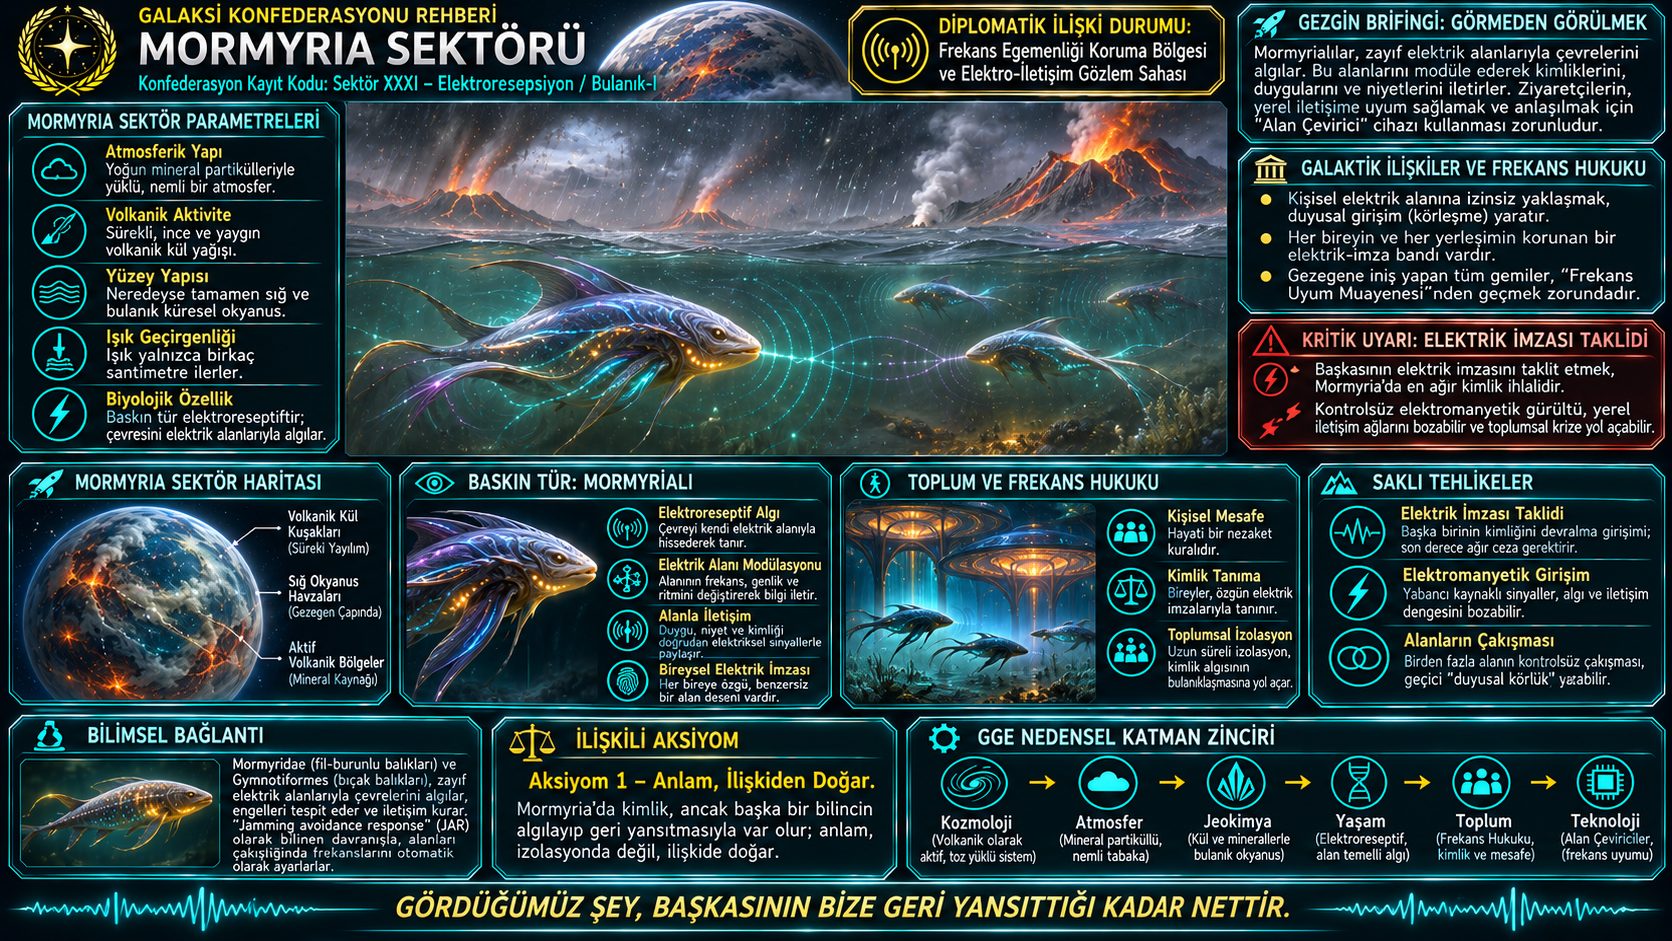 GALAKSİ KONFEDERASYONU REHBERİ
MORMYRIA SEKTÖRÜ
Konfederasyon Kayıt Kodu: Sektör XXXI – Elektroresepsiyon / Bulanık-I
DİPLOMATİK İLİŞKİ DURUMU:
Frekans Egemenliği Koruma Bölgesi
ve Elektro-İletişim Gözlem Sahası
GEZGİN BRİFİNGİ: GÖRMEDEN GÖRÜLMEK
Mormyrialılar, zayıf elektrik alanlarıyla çevrelerini
algılar. Bu alanlarını modüle ederek kimliklerini,
duygularını ve niyetlerini iletirler. Ziyaretçilerin,
yerel iletişime uyum sağlamak ve anlaşılmak için
"Alan Çevirici" cihazı kullanması zorunludur.
MORMYRIA SEKTÖR PARAMETRELERİ
Atmosferik Yapı
Yoğun mineral partikülleriyle
yüklü, nemli bir atmosfer.
Volkanik Aktivite
Sürekli, ince ve yaygın
volkanik kül yağışı.
Yüzey Yapısı
Neredeyse tamamen sığ ve
bulanık küresel okyanus.
Işık Geçirgenliği
Işık yalnızca birkaç
santimetre ilerler.
Biyolojik Özellik
Baskın tür elektroreseptiftir;
çevresini elektrik alanlarıyla algılar.
GALAKTİK İLİŞKİLER VE FREKANS HUKUKU
Kişisel elektrik alanına izinsiz yaklaşmak,
duyusal girişim (körleşme) yaratır.
Her bireyin ve her yerleşimin korunan bir
elektrik-imza bandı vardır.
Gezegene iniş yapan tüm gemiler, "Frekans
Uyum Muayenesi"nden geçmek zorundadır.
KRİTİK UYARI: ELEKTRİK İMZASI TAKLİDİ
Başkasının elektrik imzasını taklit etmek,
Mormyria'da en ağır kimlik ihlalidir.
Kontrolsüz elektromanyetik gürültü, yerel
iletişim ağlarını bozabilir ve toplumsal krize yol açabilir.
MORMYRIA SEKTÖR HARİTASI
Volkanik Kül
Kuşakları
(Süreki Yayılım)
Sığ Okyanus
Havzaları
(Gezegen Çapında)
Aktif
Volkanik Bölgeler
(Mineral Kaynağı)
BASKIN TÜR: MORMYRİALI
Elektroreseptif Algı
Çevreyi kendi elektrik alanıyla
hissederek tanır.
Elektrik Alanı Modülasyonu
Alanının frekans, genlik ve
ritmini değiştirerek bilgi iletir.
Alanla İletişim
Duygu, niyet ve kimliği
doğrudan elektriksel sinyallerle
paylaşır.
Bireysel Elektrik İmzası
Her bireye özgü, benzersiz
bir alan deseni vardır.
TOPLUM VE FREKANS HUKUKU
Kişisel Mesafe
Hayati bir nezaket
kuralıdır.
Kimlik Tanıma
Bireyler, özgün elektrik
imzalarıyla tanınır.
Toplumsal İzolasyon
Uzun süreli izolasyon,
kimlik algısının
bulanıklaşmasına yol açar.
SAKLI TEHLİKELER
Elektrik İmzası Taklidi
Başka birinin kimliğini devralma girişimi;
son derece ağır ceza gerektirir.
Elektromanyetik Girişim
Yabancı kaynaklı sinyaller, algı ve iletişim
dengesini bozabilir.
Alanların Çakışması
Birden fazla alanın kontrolsüz çakışması,
geçici "duyusal körlük" yaratabilir.
BİLİMSEL BAĞLANTI
Mormyridae (fil-burunlu balıkları) ve
Gymnotiformes (bıçak balıkları), zayıf
elektrik alanlarıyla çevrelerini algılar,
engelleri tespit eder ve iletişim kurar.
"Jamming avoidance response" (JAR)
olarak bilinen davranışla, alanları
çakışlığinda frekanslarını otomatik
olarak ayarlarlar.
İLİŞKİLİ AKSİYOM
Aksiyom 1 – Anlam, İlişkiden Doğar.
Mormyria'da kimlik, ancak başka bir bilincin
algılayıp geri yansıtmasıyla var olur; anlam,
izolasyonda değil, ilişkide doğar.
GGE NEDENSEL KATMAN ZİNCİRİ
Kozmoloji
(Volkanik olarak
aktif, toz yüklü sistem)
Atmosfer
(Mineral partiküllü,
nemli tabaka)
Jeokimya
(Kül ve minerallerle
bulanık okyanus)
Yaşam
(Elektroreseptif,
alan temelli algı)
Toplum
(Frekans Hukuku,
kimlik ve mesafe)
Teknoloji
(Alan Çeviriciler,
(frekans uyumu)
GÖRDÜĞÜMÜZ ŞEY, BAŞKASININ BİZE GERİ YANSITTIĞI KADAR NETTİR.